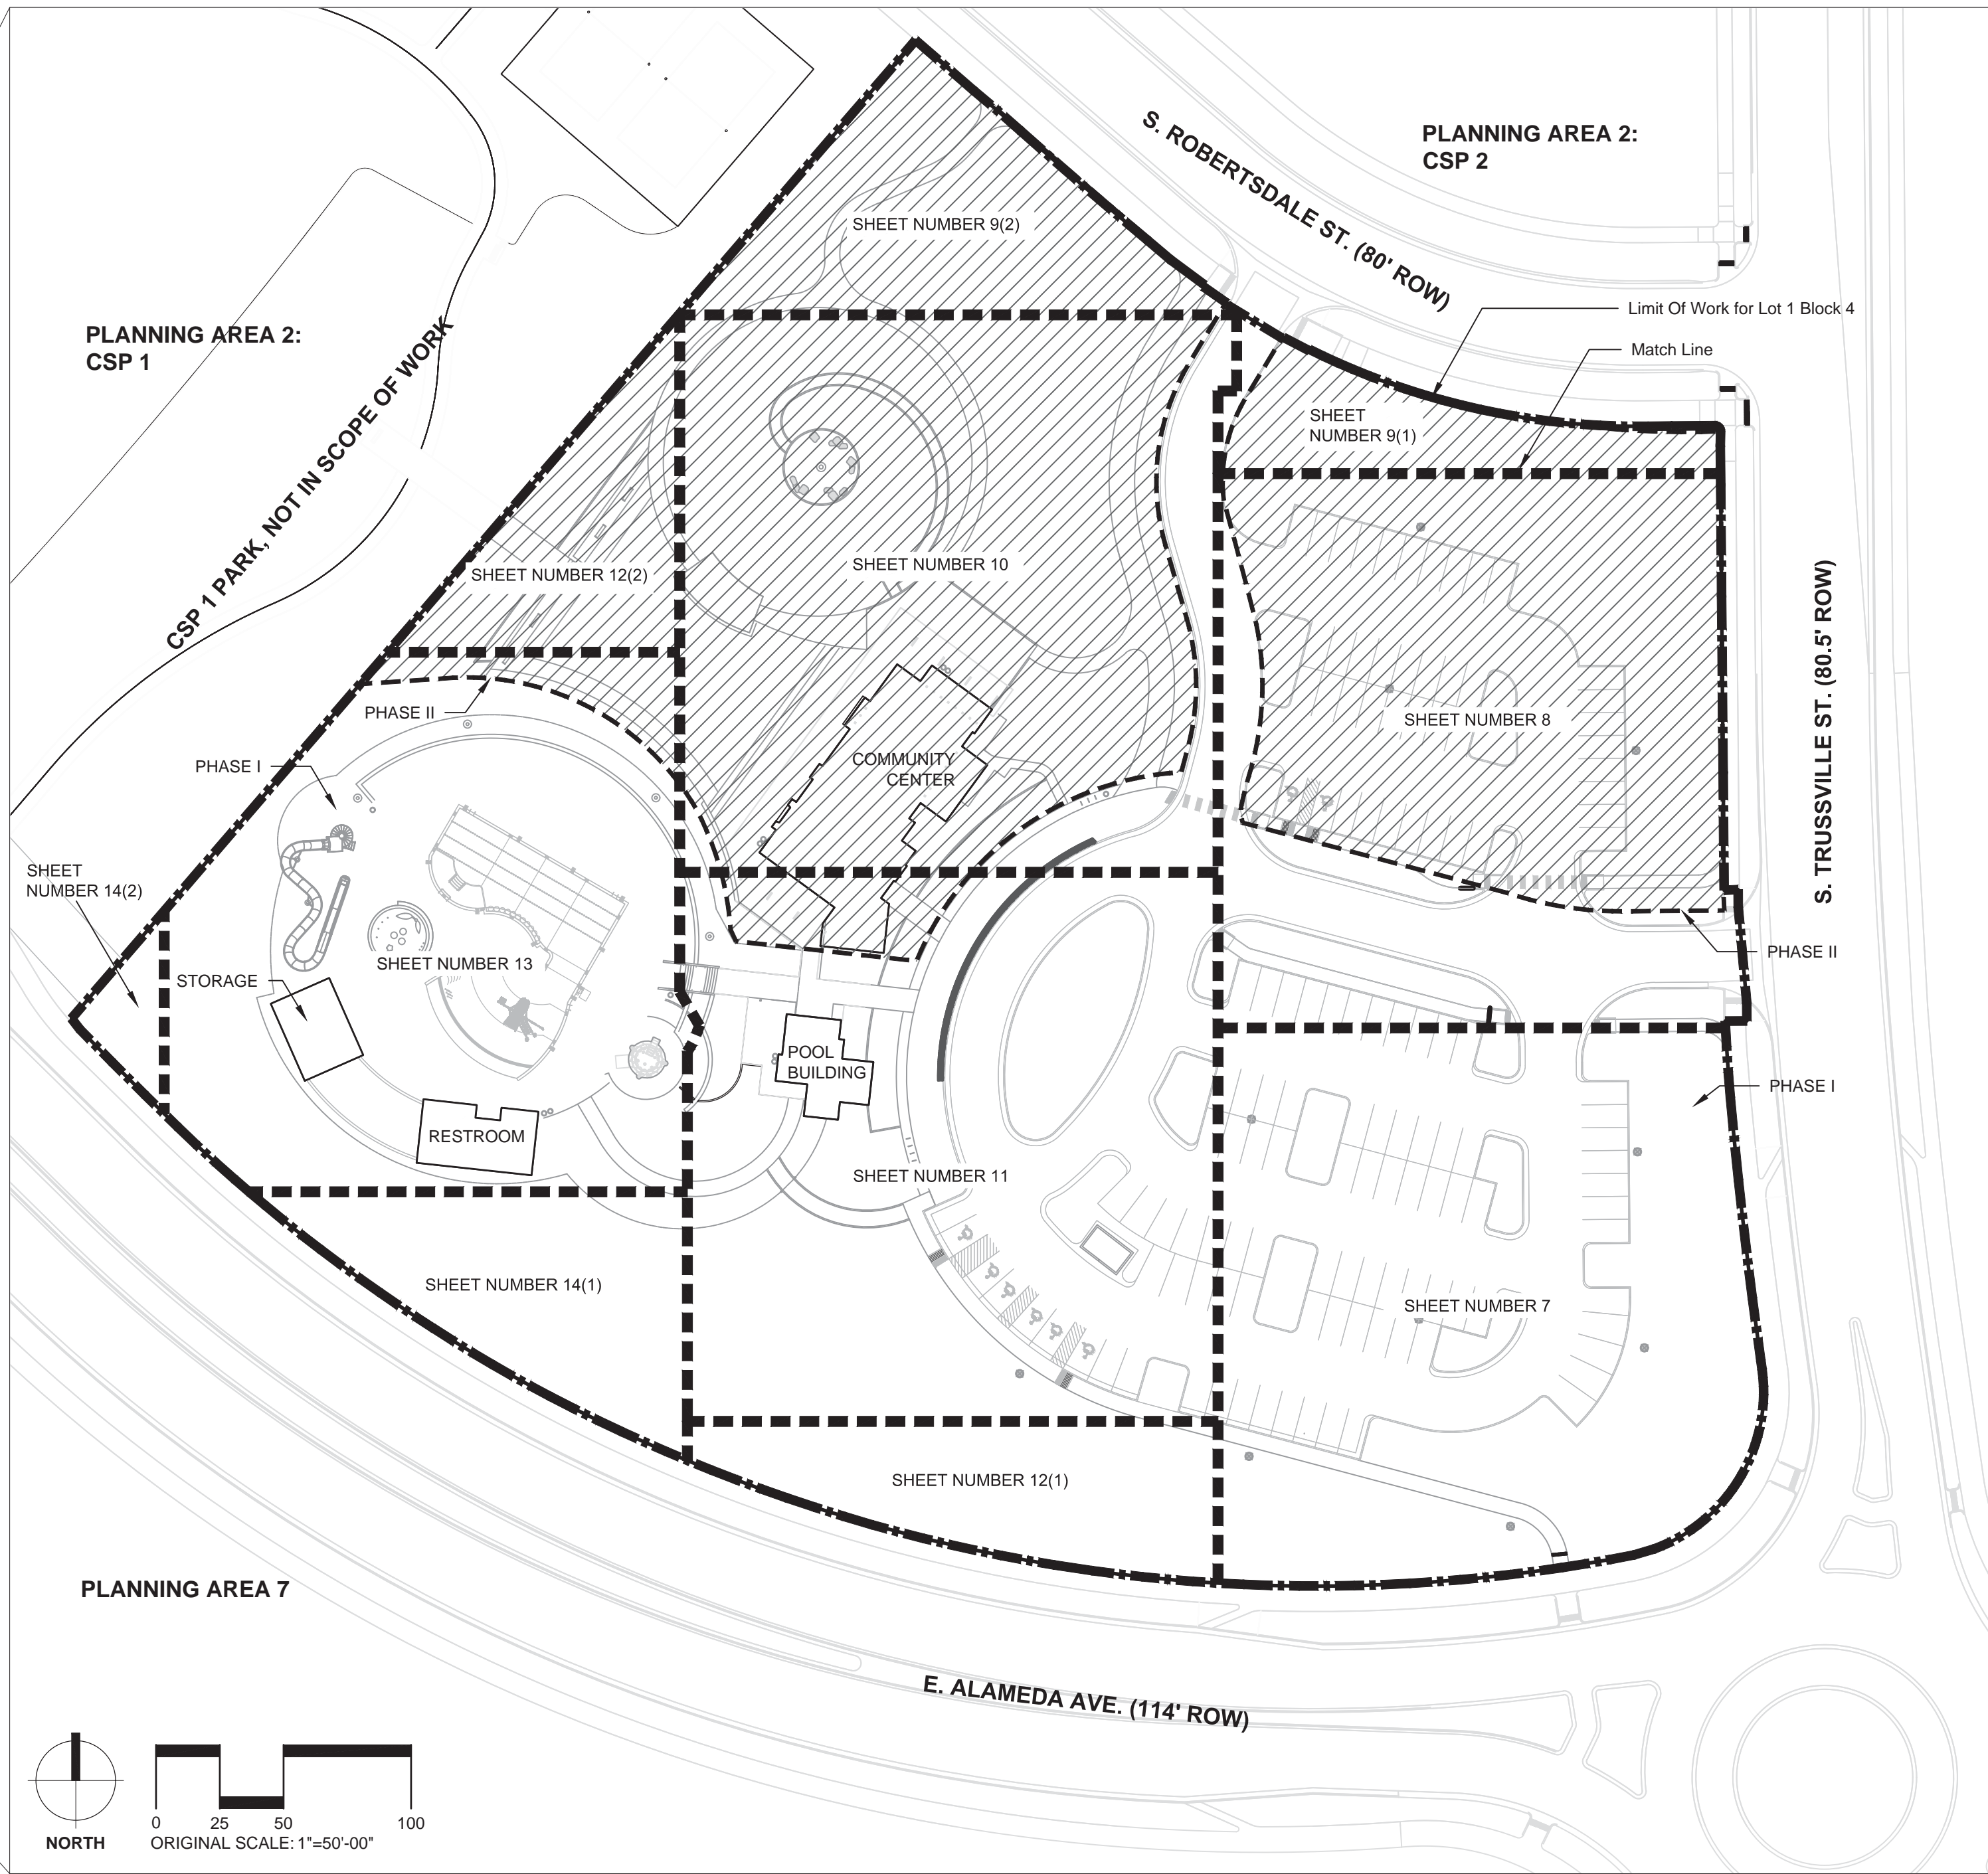 S. ROBERTSDALE ST. (80' ROW)
PLANNING AREA 2:
CSP 2
SHEET NUMBER 9(2)
PLANNING AREA 2:
CSP 1
CSP 1 PARK, NOT IN SCOPE OF WORK
Limit Of Work for Lot 1 Block 4
Match Line
SHEET
NUMBER 9(1)
SHEET NUMBER 12(2)
SHEET NUMBER 10
S. TRUSSVILLE ST. (80.5' ROW)
PHASE II
SHEET NUMBER 8
PHASE I
COMMUNITY
CENTER
SHEET
NUMBER 14(2)
STORAGE
SHEET NUMBER 13
PHASE II
POOL
BUILDING
PHASE I
RESTROOM
SHEET NUMBER 11
SHEET NUMBER 14(1)
SHEET NUMBER 7
SHEET NUMBER 12(1)
PLANNING AREA 7
E. ALAMEDA AVE. (114' ROW)
0 25 50 100
NORTH
ORIGINAL SCALE: 1"=50'-00"